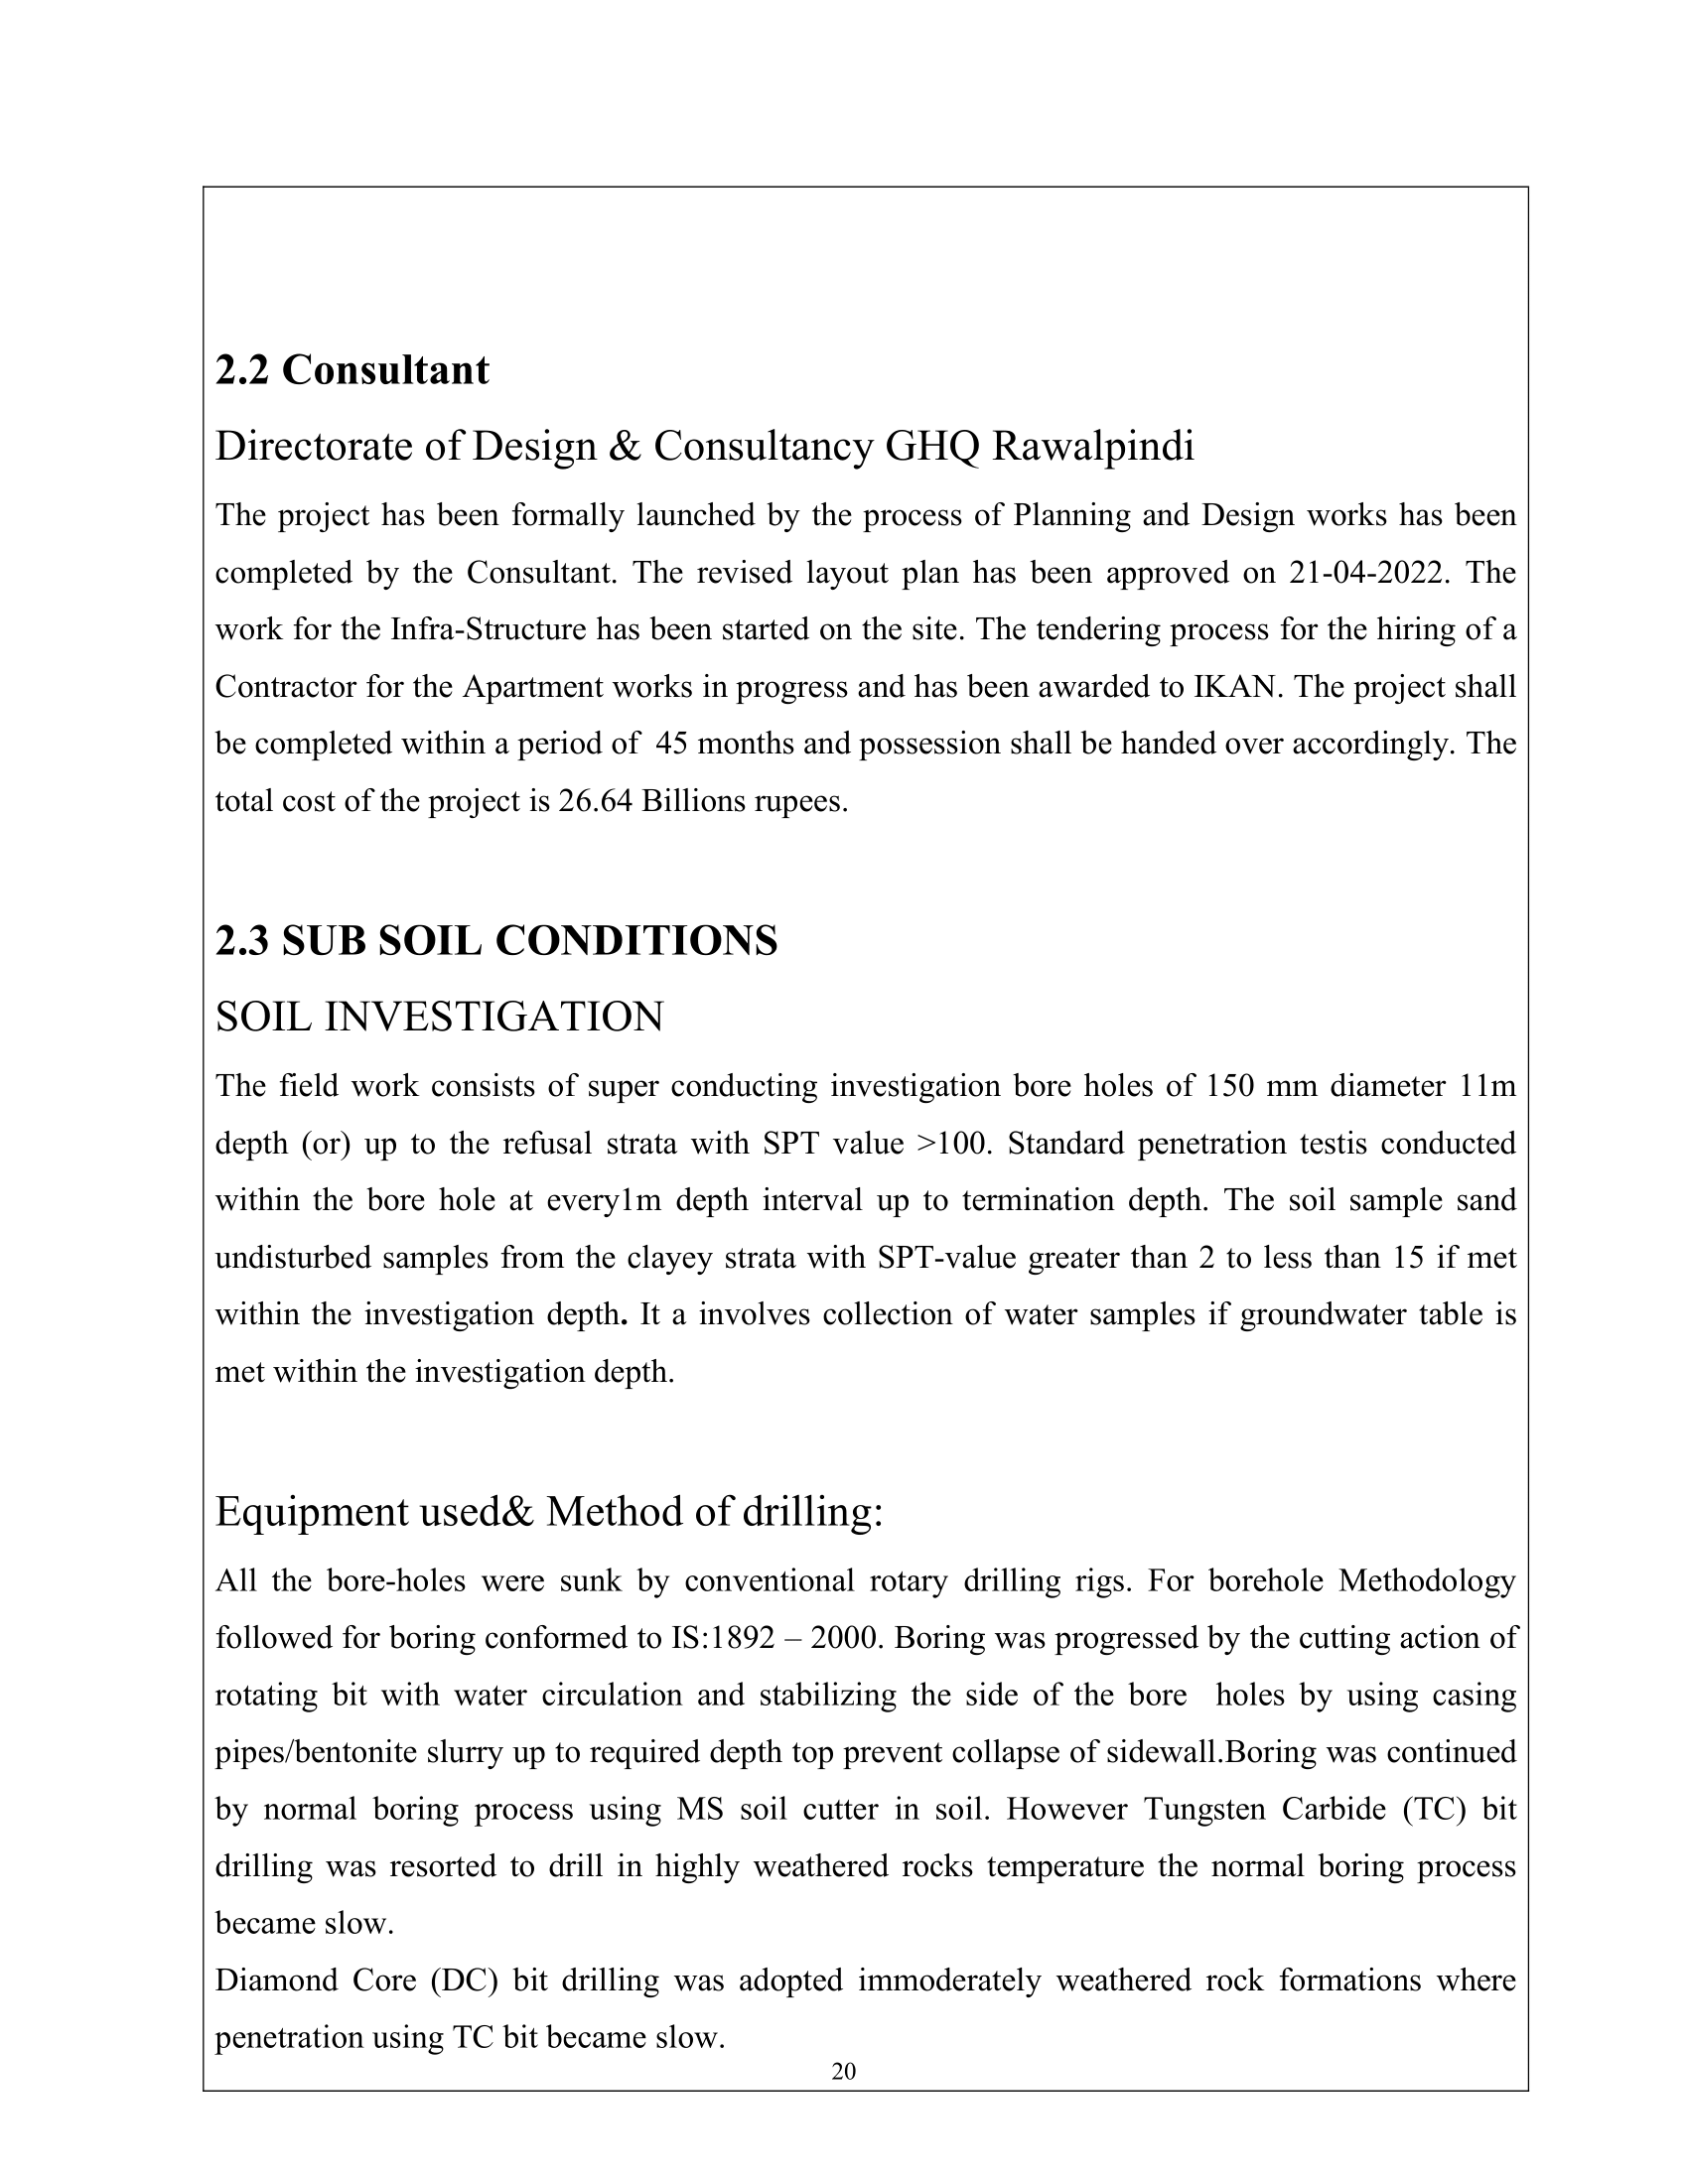 2.2 Consultant
Directorate of Design & Consultancy GHQ Rawalpindi
The project has been formally launched by the process of Planning and Design works has been
completed by the Consultant. The revised layout plan has been approved on 21-04-2022. The
work for the Infra-Structure has been started on the site. The tendering process for the hiring of a
Contractor for the Apartment works in progress and has been awarded to IKAN. The project shall
be completed within a period of  45 months and possession shall be handed over accordingly. The
total cost of the project is 26.64 Billions rupees.
2.3 SUB SOIL CONDITIONS
SOIL INVESTIGATION
The field work consists of super conducting investigation bore holes of 150 mm diameter 11m
depth (or) up to the refusal strata with SPT value >100. Standard penetration testis conducted
within the bore hole at every1m depth interval up to termination depth. The soil sample sand
undisturbed samples from the clayey strata with SPT-value greater than 2 to less than 15 if met
within the investigation depth. It a involves collection of water samples if groundwater table is
met within the investigation depth.
Equipment used& Method of drilling:
All the bore-holes were sunk by conventional rotary drilling rigs. For borehole Methodology
followed for boring conformed to IS:1892 – 2000. Boring was progressed by the cutting action of
rotating bit with water circulation and stabilizing the side of the bore  holes by using casing
pipes/bentonite slurry up to required depth top prevent collapse of sidewall.Boring was continued
by normal boring process using MS soil cutter in soil. However Tungsten Carbide (TC) bit
drilling was resorted to drill in highly weathered rocks temperature the normal boring process
became slow.
Diamond Core (DC) bit drilling was adopted immoderately weathered rock formations where
penetration using TC bit became slow.
20